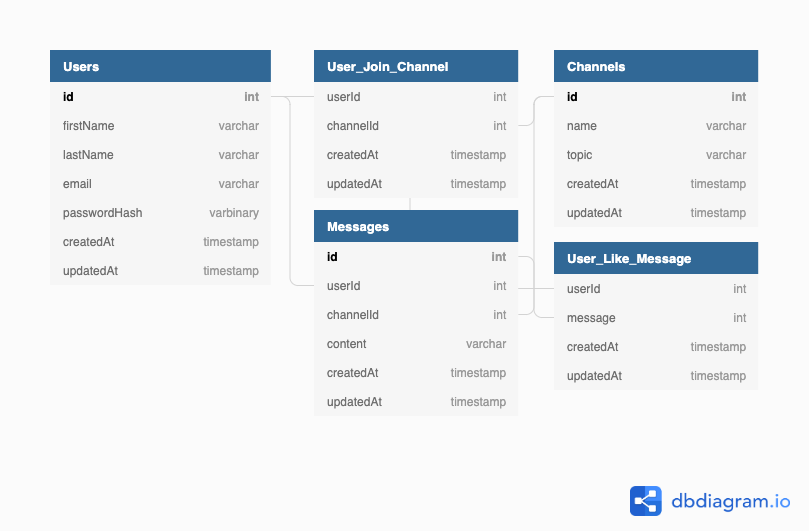 Users
id int
firstName varchar
lastName varchar
email varchar
passwordHash varbinary
createdAt timestamp
updatedAt timestamp
User_Join_Channel
userId int
channelId int
createdAt timestamp
updatedAt timestamp
Channels
id int
name varchar
topic varchar
createdAt timestamp
updatedAt timestamp
Messages
id int
userId int
channelId int
content varchar
createdAt timestamp
updatedAt timestamp
User_Like_Message
userId int
message int
createdAt timestamp
updatedAt timestamp
dbdiagram.io